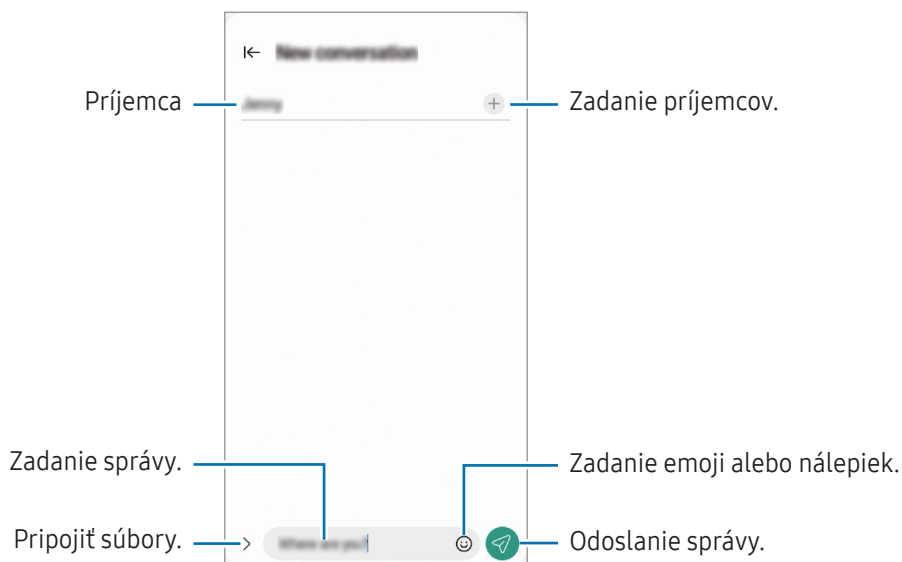 New conversation
Príjemca
Jenny
Zadanie príjemcov.
Zadanie správy.
Zadanie emoji alebo nálepiek.
Pripojiť súbory.
Where are you?
Odoslanie správy.